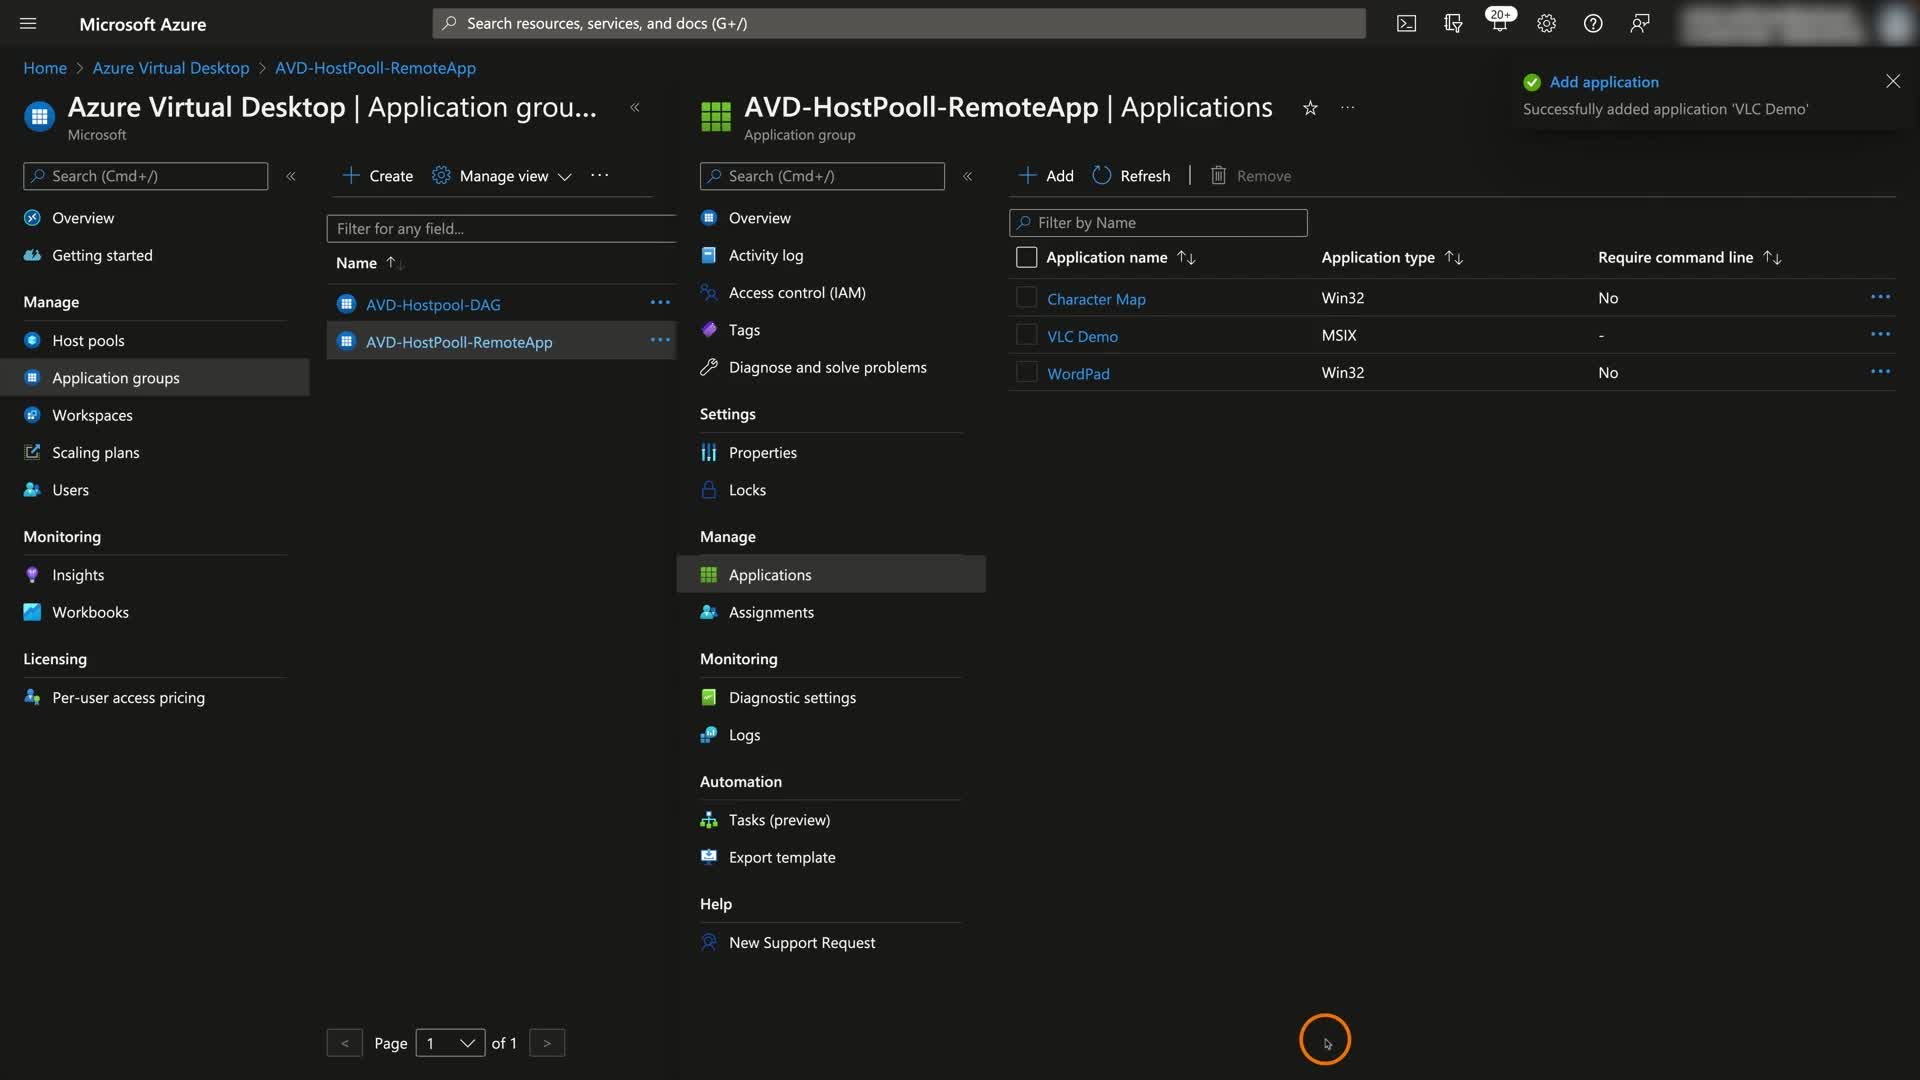 Microsoft Azure
Search resources, services, and docs (G+/)
20+
Home > Azure Virtual Desktop > AVD-HostPooll-RemoteApp
Azure Virtual Desktop | Application grou...
Microsoft
Search (Cmd+/)
Overview
Getting started
Manage
Host pools
Application groups
Workspaces
Scaling plans
Users
Monitoring
Insights
Workbooks
Licensing
Per-user access pricing
Create
Manage view
...
Filter for any field...
Name
AVD-Hostpool-DAG
AVD-HostPooll-RemoteApp
< Page 1 of 1 >
AVD-HostPooll-RemoteApp | Applications
Application group
Search (Cmd+/)
Overview
Activity log
Access control (IAM)
Tags
Diagnose and solve problems
Settings
Properties
Locks
Manage
Applications
Assignments
Monitoring
Diagnostic settings
Logs
Automation
Tasks (preview)
Export template
Help
New Support Request
Add application
Successfully added application 'VLC Demo'
Add Refresh | Remove
Filter by Name
Application name Application type Require command line
Character Map Win32 No
VLC Demo MSIX -
WordPad Win32 No